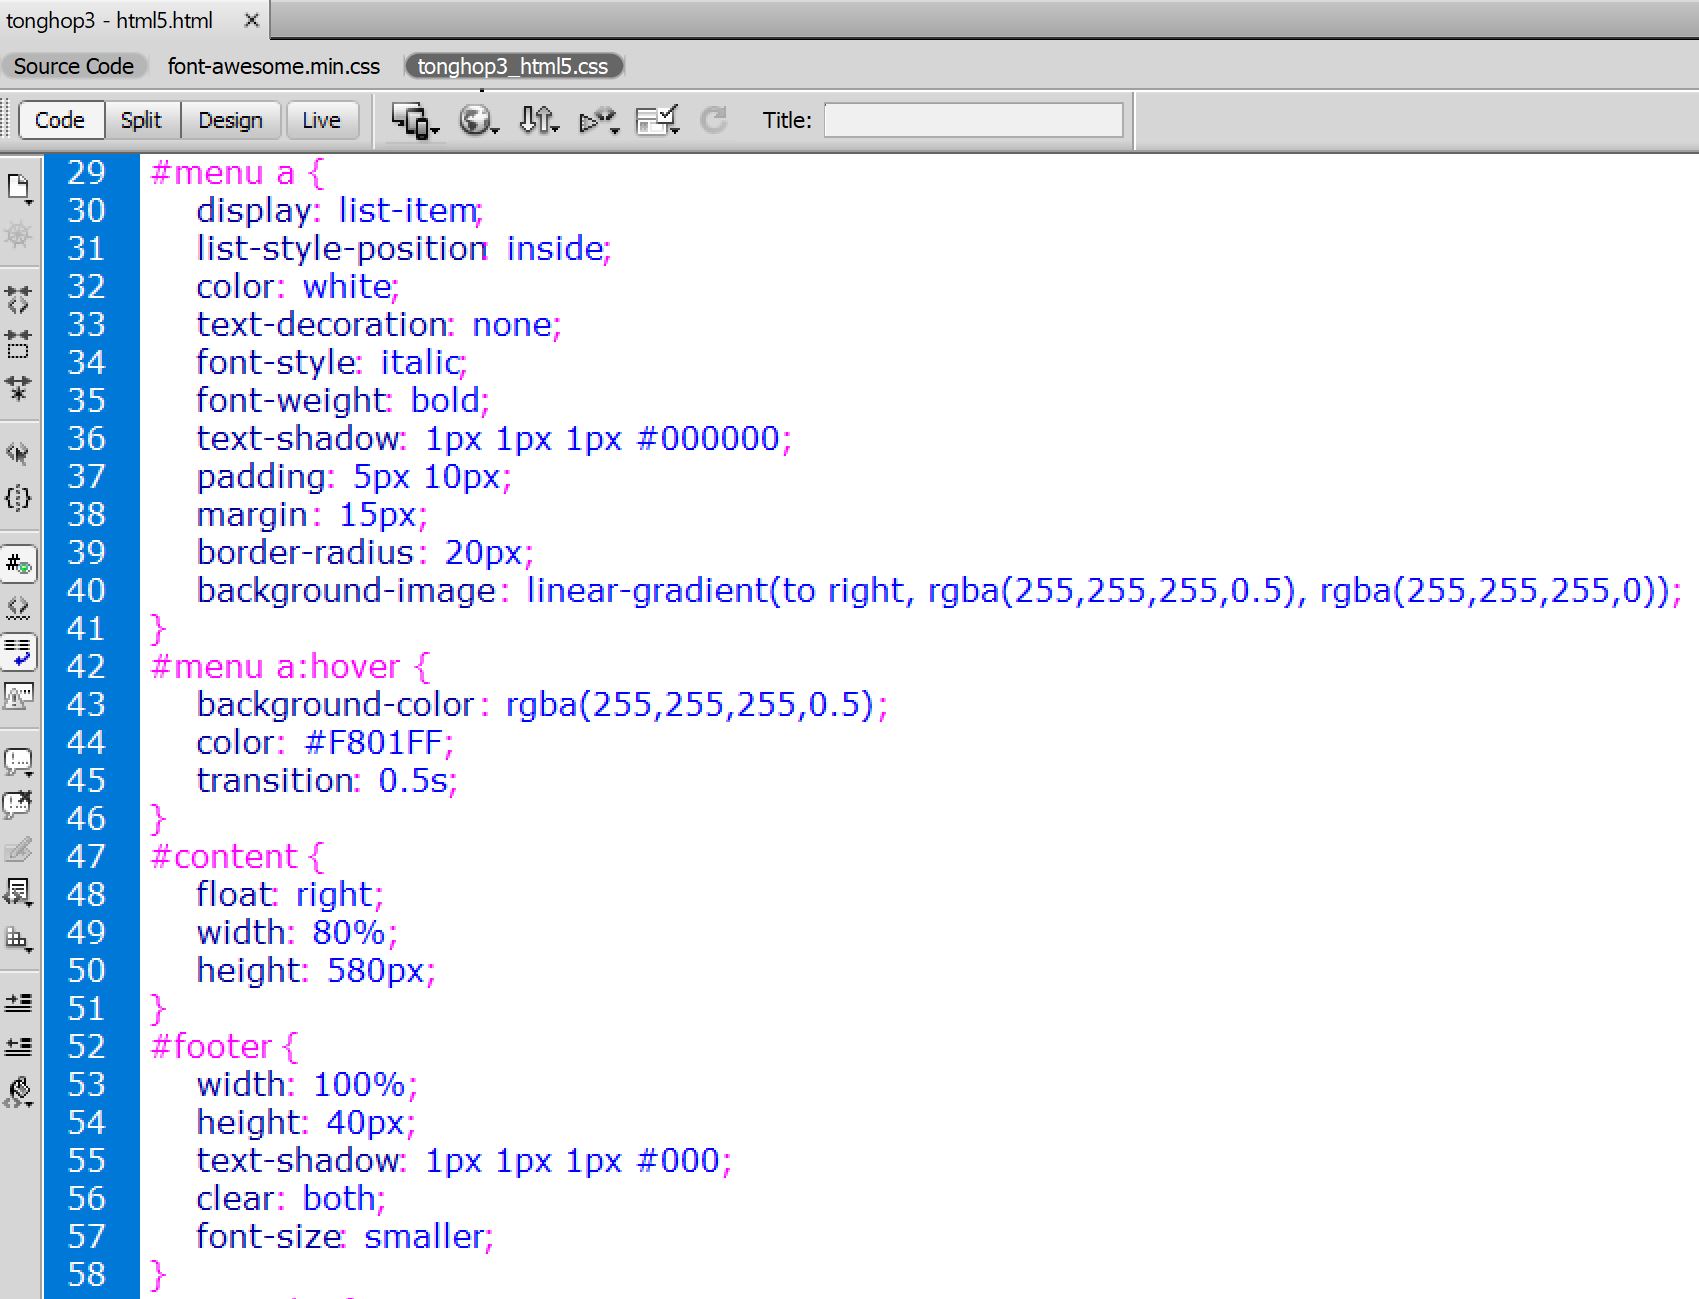 tonghop3 - html5.html ×
Source Code font-awesome.min.css tonghop3_html5.css
Code Split Design Live Title:
29 #menu a {
30 display: list-item;
31 list-style-position: inside;
32 color: white;
33 text-decoration: none;
34 font-style: italic;
35 font-weight: bold;
36 text-shadow: 1px 1px 1px #000000;
37 padding: 5px 10px;
38 margin: 15px;
39 border-radius: 20px;
40 background-image: linear-gradient(to right, rgba(255,255,255,0.5), rgba(255,255,255,0));
41 }
42 #menu a:hover {
43 background-color: rgba(255,255,255,0.5);
44 color: #F801FF;
45 transition: 0.5s;
46 }
47 #content {
48 float: right;
49 width: 80%;
50 height: 580px;
51 }
52 #footer {
53 width: 100%;
54 height: 40px;
55 text-shadow: 1px 1px 1px #000;
56 clear: both;
57 font-size: smaller;
58 }